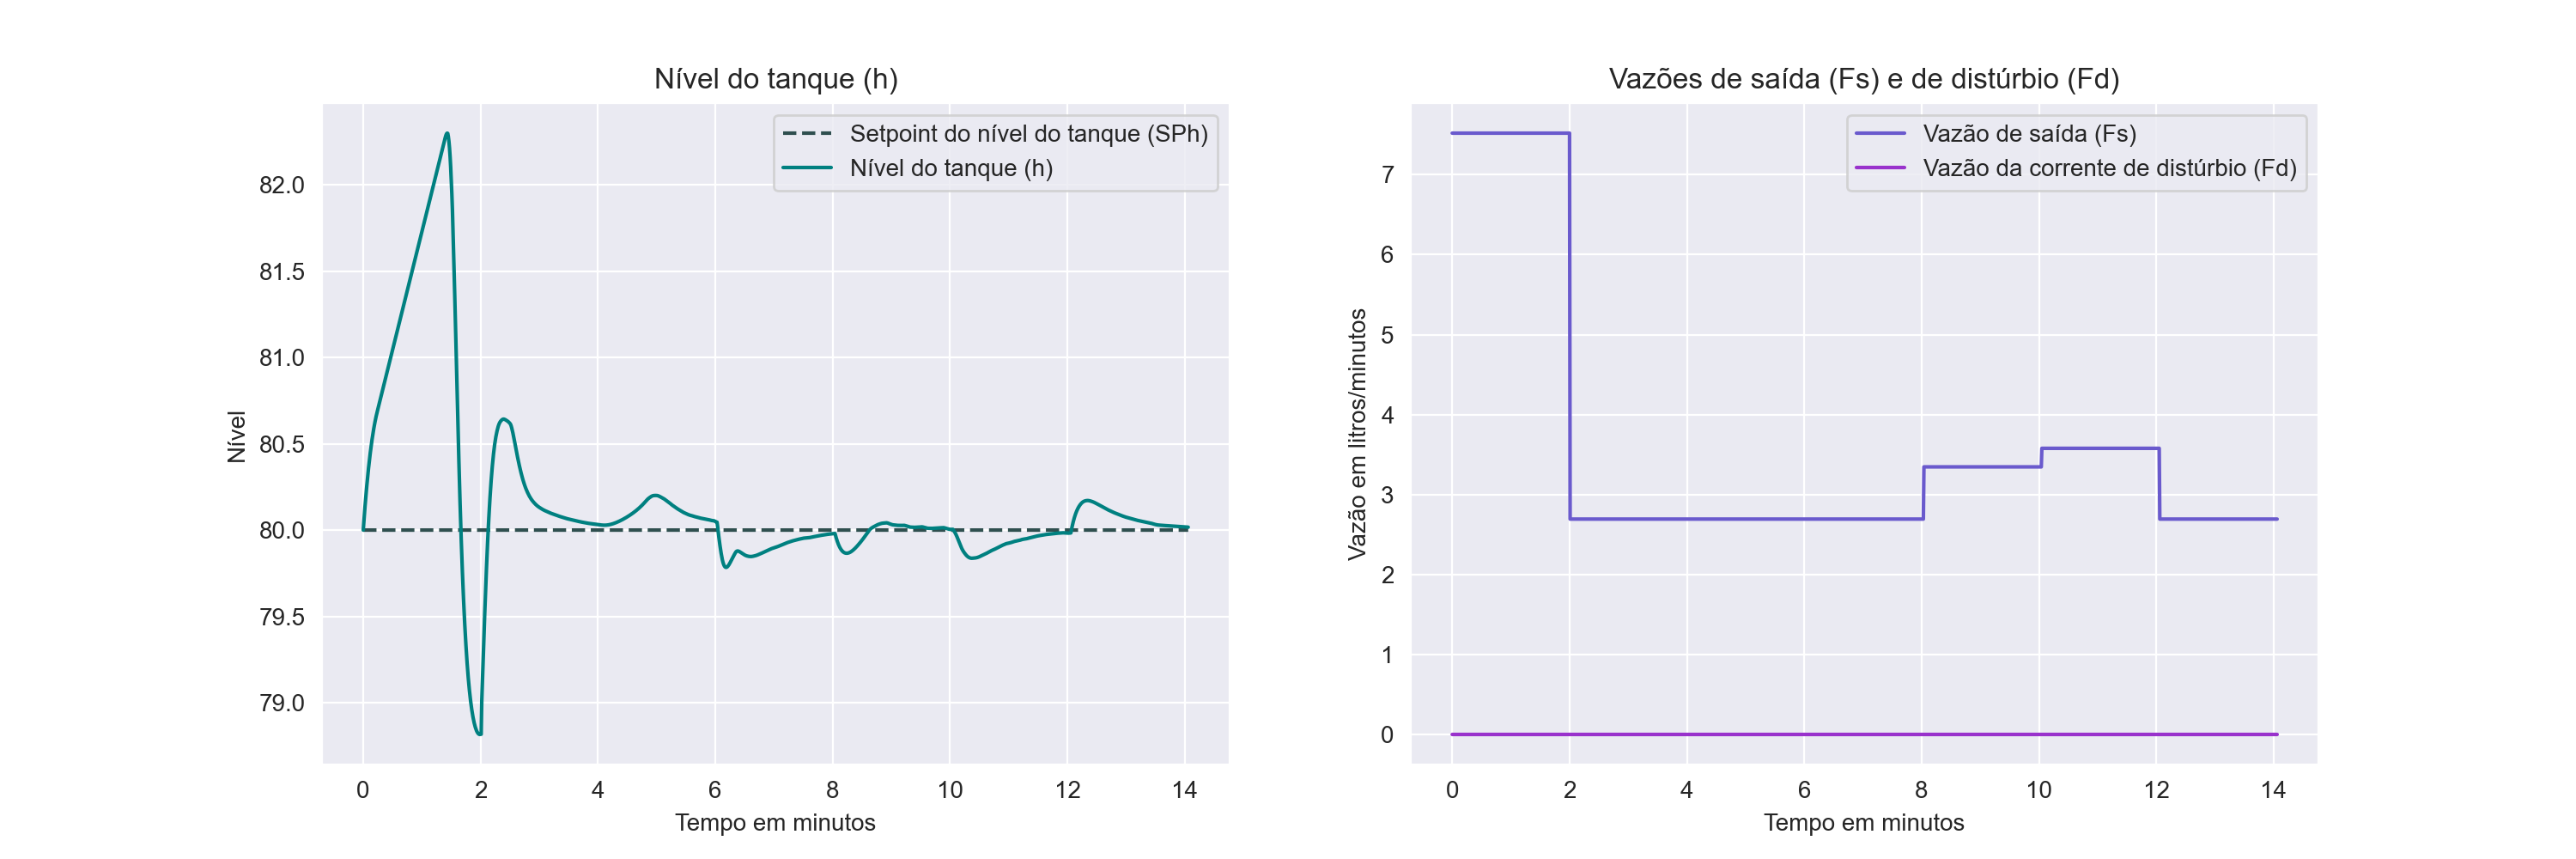 Nível do tanque (h)
Setpoint do nível do tanque (SPh)
Nível do tanque (h)
Nível
82.0
81.5
81.0
80.5
80.0
79.5
79.0
0 2 4 6 8 10 12 14
Tempo em minutos
Vazões de saída (Fs) e de distúrbio (Fd)
Vazão de saída (Fs)
Vazão da corrente de distúrbio (Fd)
Vazão em litros/minutos
7
6
5
4
3
2
1
0
0 2 4 6 8 10 12 14
Tempo em minutos